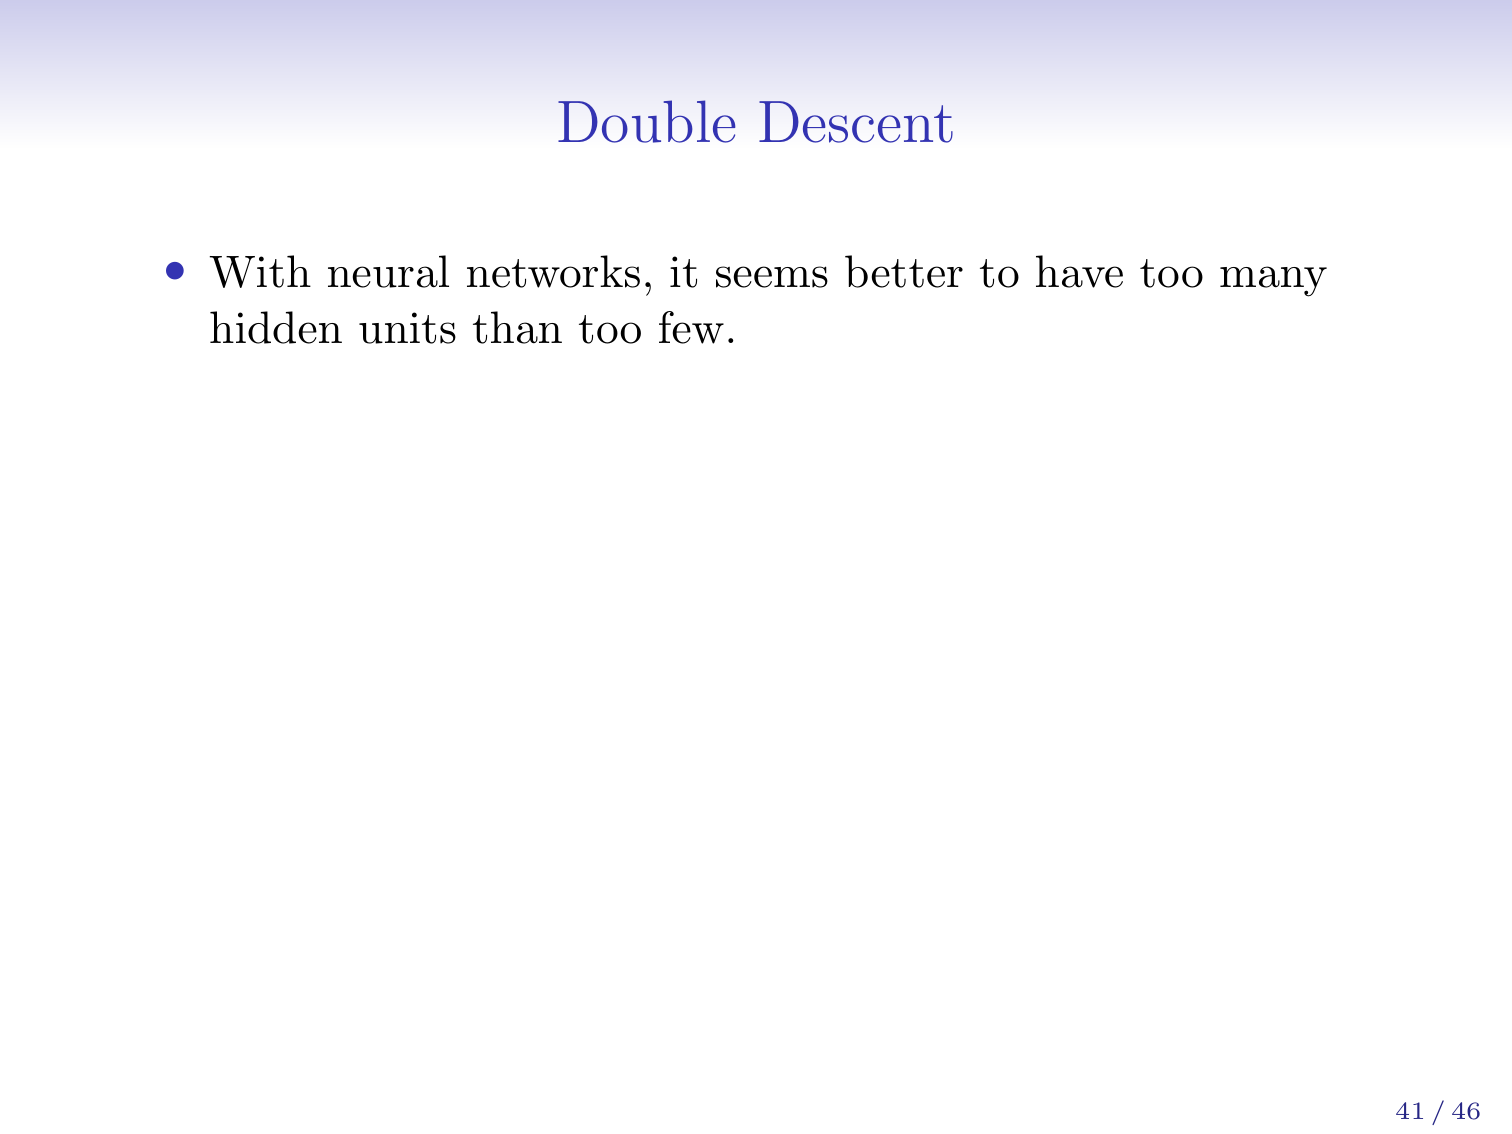 Double Descent
• With neural networks, it seems better to have too many
hidden units than too few.
41 / 46